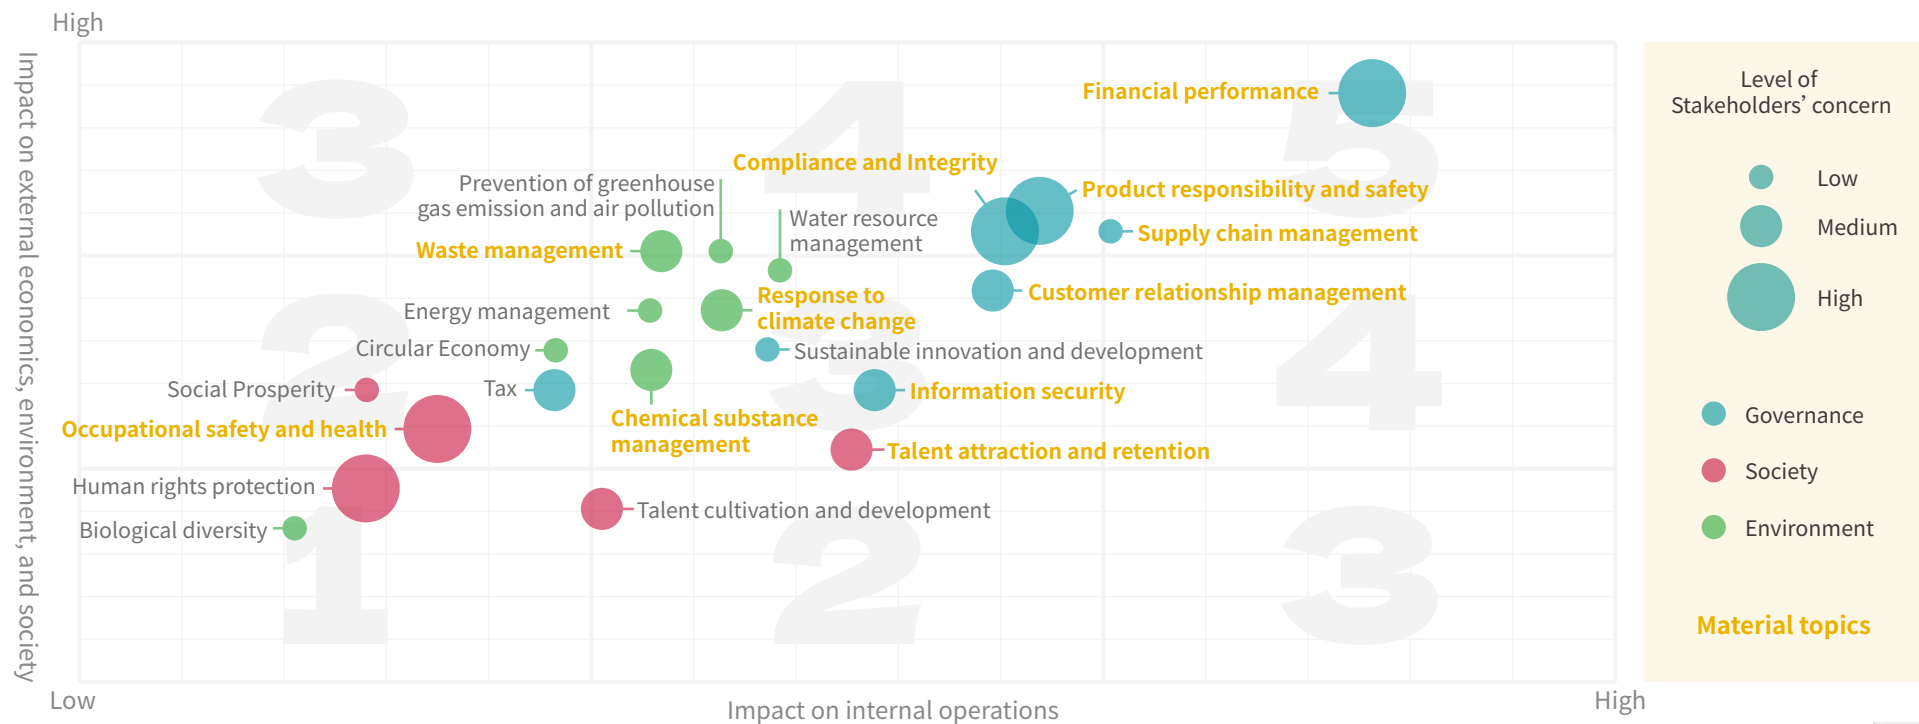 High
Impact on external economics, environment, and society
3
4
5
Financial performance
Compliance and Integrity
Prevention of greenhouse
gas emission and air pollution
Product responsibility and safety
Water resource
management
Waste management
Supply chain management
2
3
4
Response to
climate change
Customer relationship management
Energy management
Circular Economy
Sustainable innovation and development
Social Prosperity
Tax
Information security
Occupational safety and health
Chemical substance
management
Talent attraction and retention
1
2
3
Human rights protection
Talent cultivation and development
Biological diversity
Low
Impact on internal operations
High
Level of
Stakeholders’ concern
Low
Medium
High
Governance
Society
Environment
Material topics